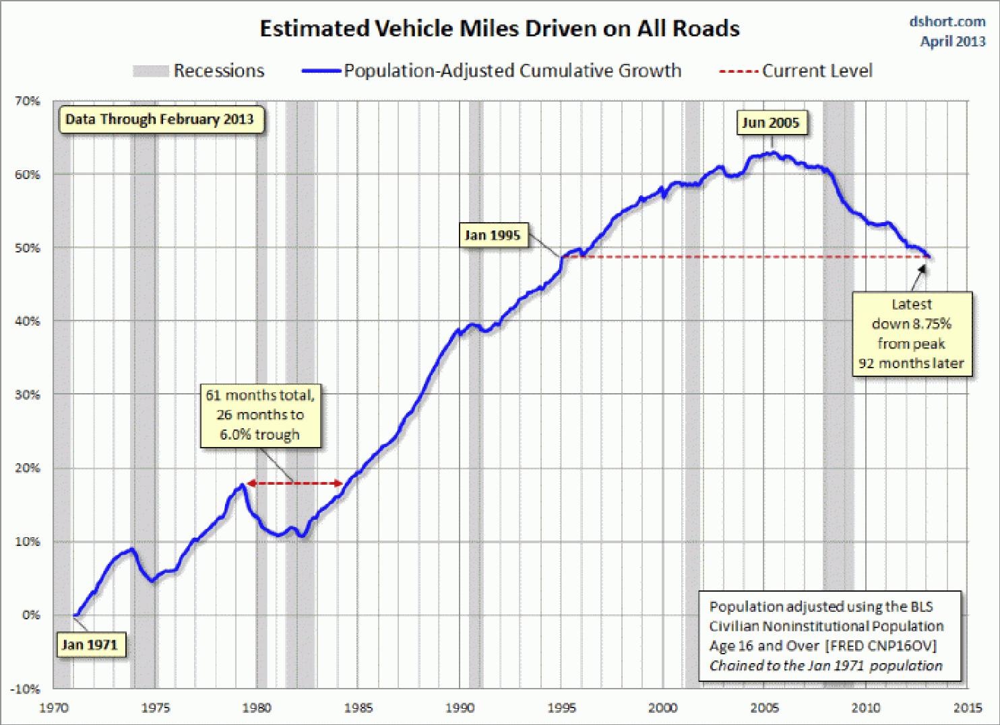 Estimated Vehicle Miles Driven on All Roads
dshort.com
April 2013
Recessions
Population-Adjusted Cumulative Growth
Current Level
70%
60%
50%
40%
30%
20%
10%
0%
-10%
Data Through February 2013
Jun 2005
Jan 1995
Latest
down 8.75%
from peak
92 months later
61 months total,
26 months to
6.0% trough
Jan 1971
Population adjusted using the BLS
Civilian Noninstitutional Population
Age 16 and Over [FRED CNP16OV]
Chained to the Jan 1971 population
1970
1975
1980
1985
1990
1995
2000
2005
2010
2015